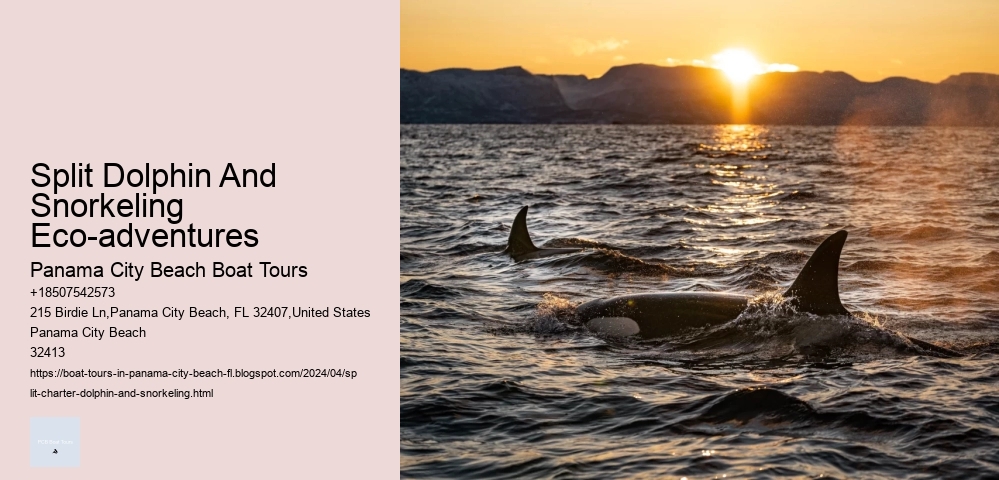 Split Dolphin And
Snorkeling
Eco-adventures
Panama City Beach Boat Tours
+18507542573
215 Birdie Ln,Panama City Beach, FL 32407,United States
Panama City Beach
32413
https://boat-tours-in-panama-city-beach-fl.blogspot.com/2024/04/sp
lit-charter-dolphin-and-snorkeling.html